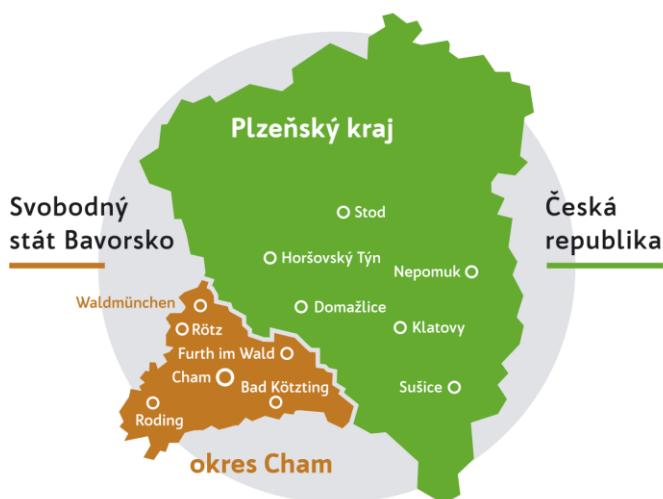 Plzeňský kraj
Svobodný
stát Bavorsko
Česká
republika
Stod
Horšovský Týn
Nepomuk
Waldmünchen
Domažlice
Rötz
Klatovy
Furth im Wald
Cham
Bad Kötzting
Sušice
Roding
okres Cham